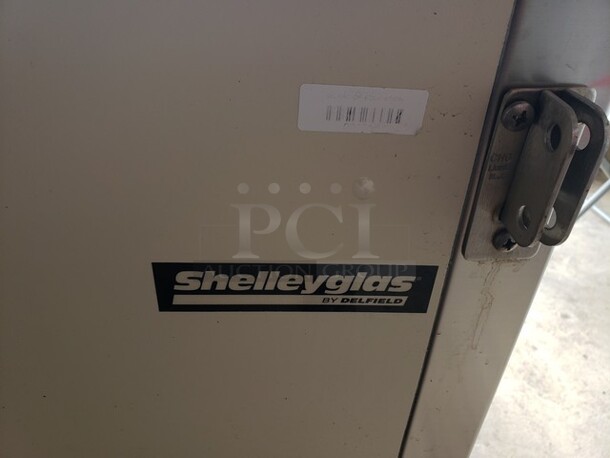 PCI
AUCTION GROUP
Shelleyglas
BY DELFIELD